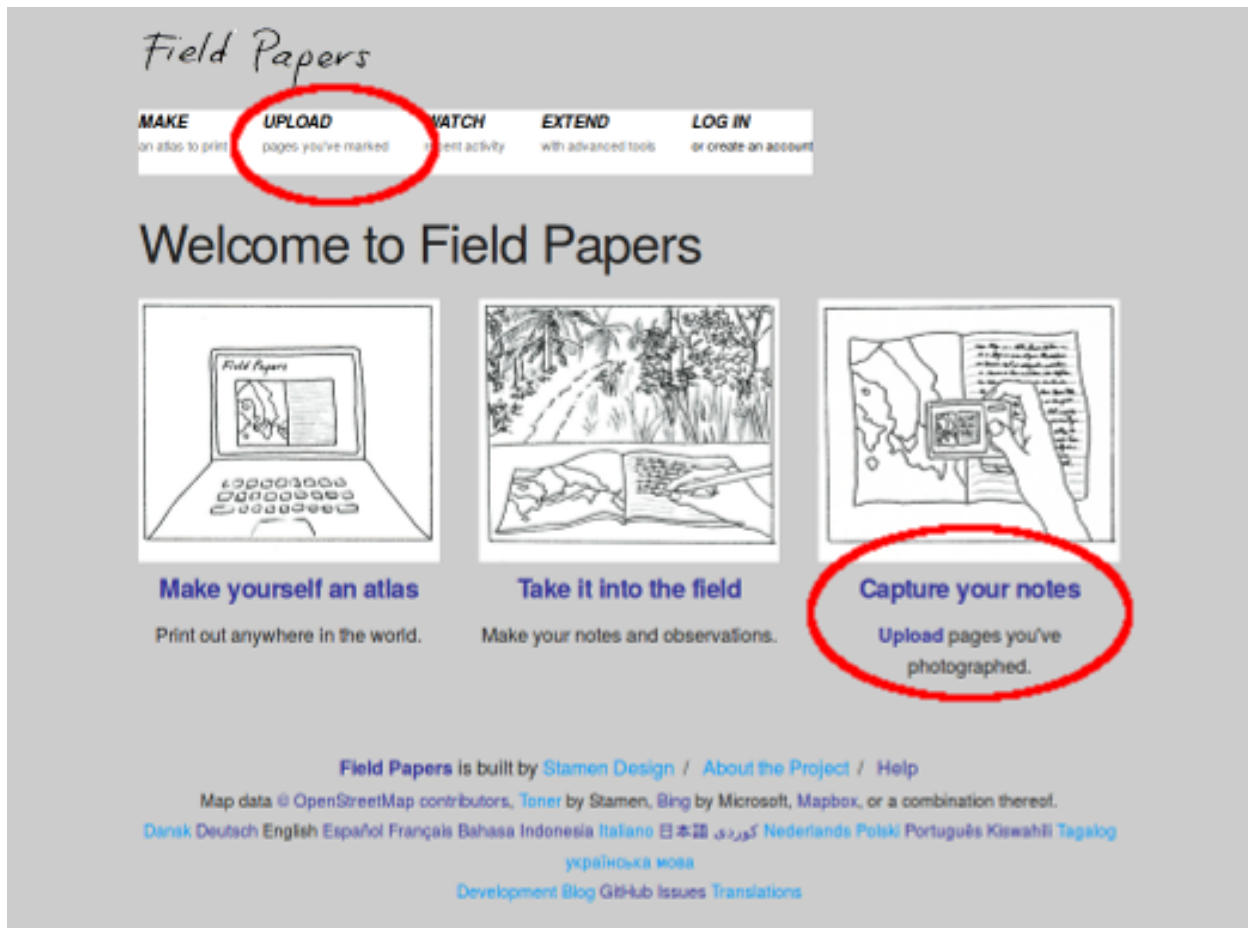 Field Papers
MAKE UPLOAD WATCH EXTEND LOG IN
an atlas to print pages you've marked recent activity with advanced tools or create an account
Welcome to Field Papers
Field Papers
Make yourself an atlas Take it into the field Capture your notes
Print out anywhere in the world. Make your notes and observations. Upload pages you've
photographed.
Field Papers is built by Stamen Design / About the Project / Help
Map data © OpenStreetMap contributors, Toner by Stamen, Bing by Microsoft, Mapbox, or a combination thereof.
Dansk Deutsch English Español Français Bahasa Indonesia Italiano 日本語 کوردی Nederlands Polski Português Kiswahili Tagalog
українська мова
Development Blog GitHub Issues Translations